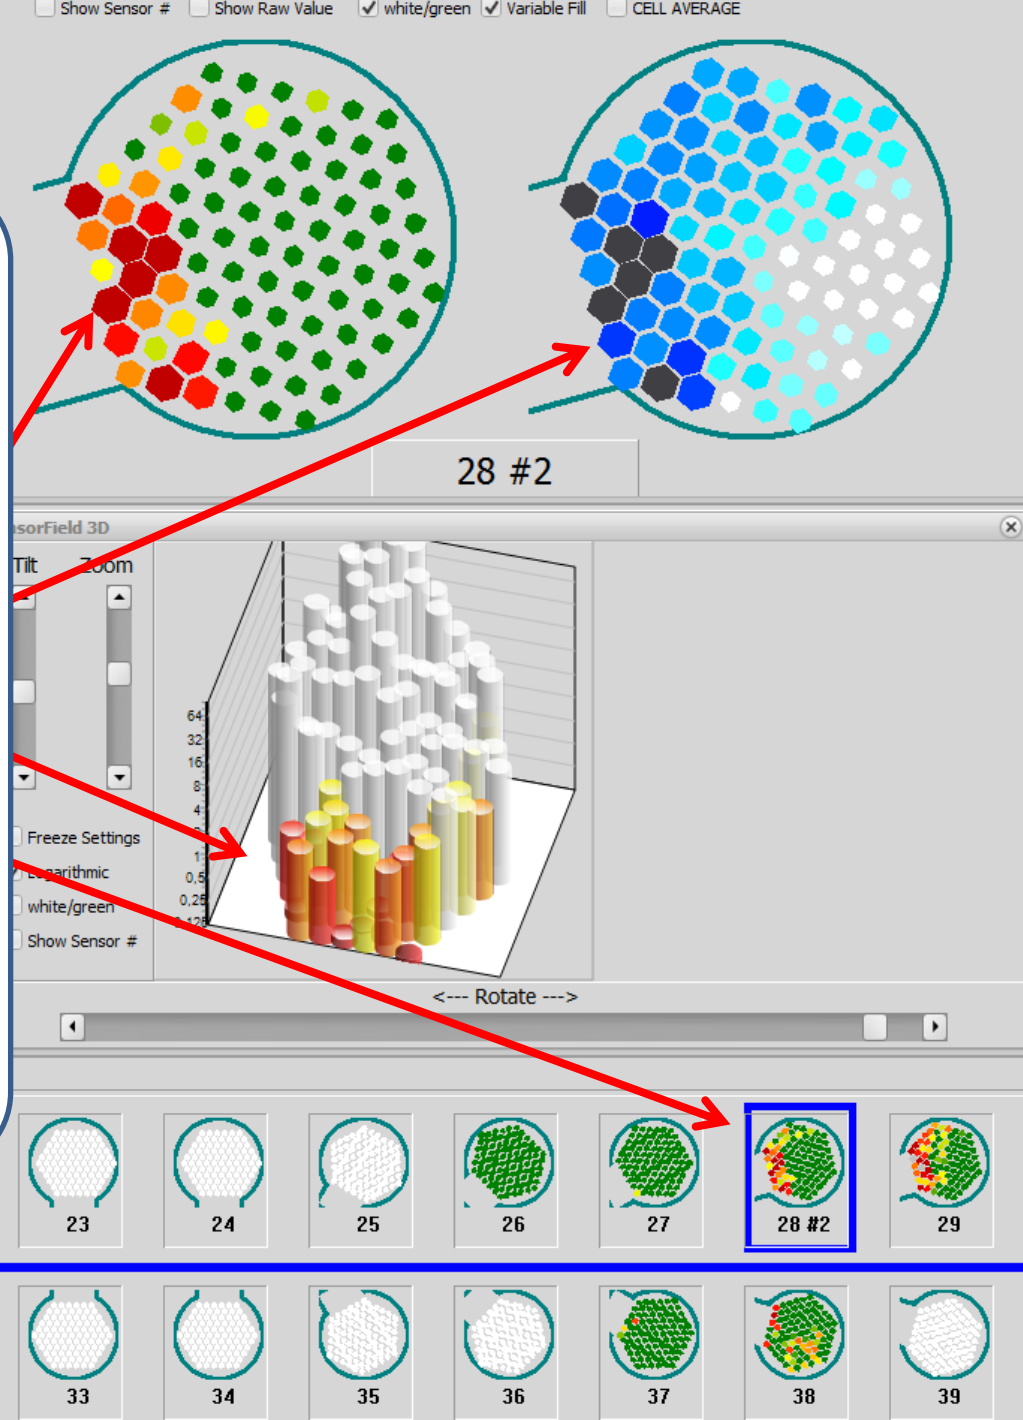 Show Sensor # Show Raw Value white/green Variable Fill CELL AVERAGE
28 #2
nsorField 3D
Tilt Zoom
64
32
16
8
4
1
0,5
0,25
Freeze Settings
Logarithmic
white/green
Show Sensor #
<--- Rotate --->
23 24 25 26 27 28 #2 29
33 34 35 36 37 38 39